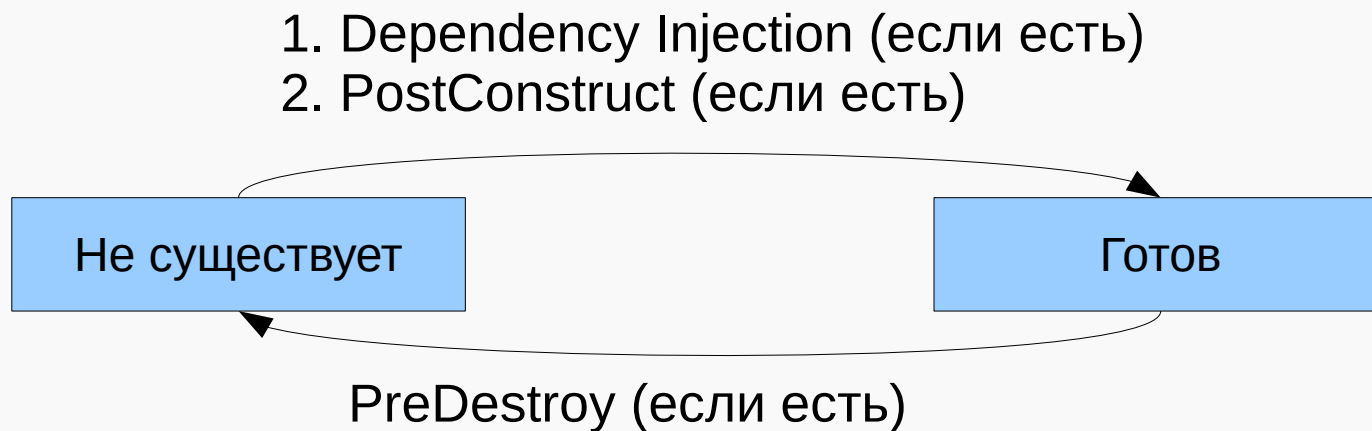 1. Dependency Injection (если есть)
2. PostConstruct (если есть)
Не существует
Готов
PreDestroy (если есть)